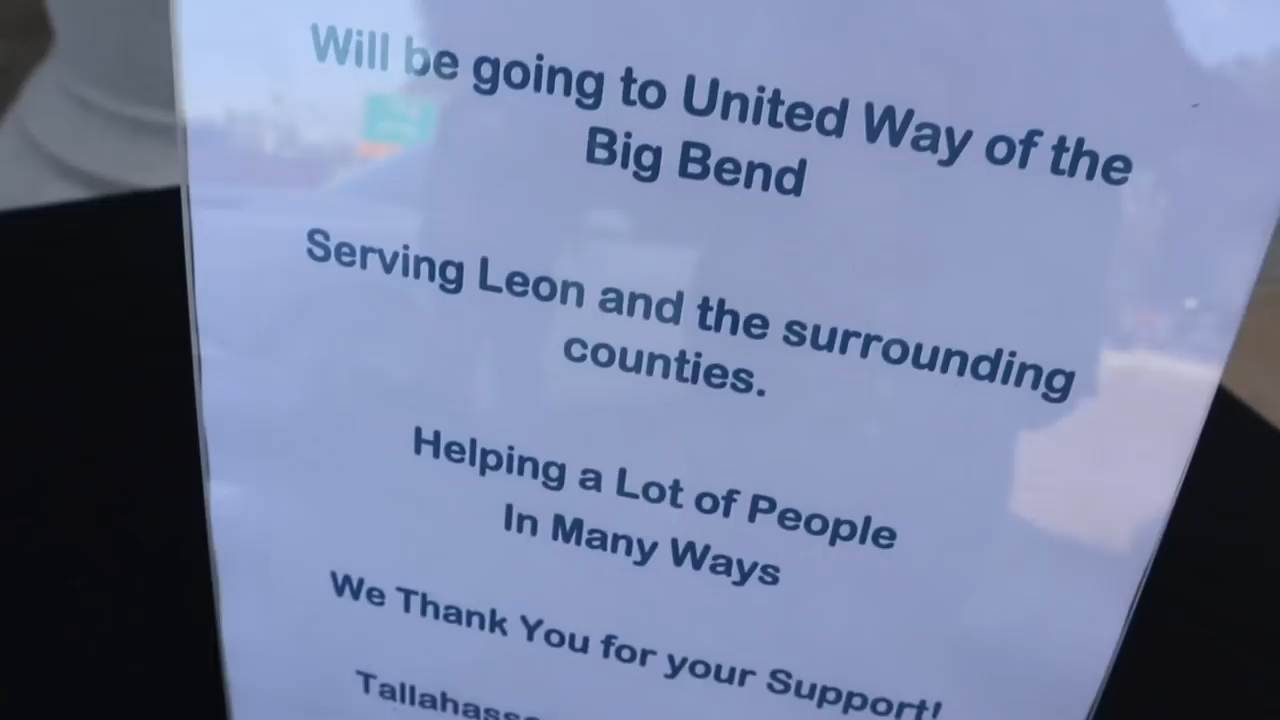 Will be going to United Way of the
Big Bend
Serving Leon and the surrounding
counties.
Helping a Lot of People
In Many Ways
We Thank You for your Support!